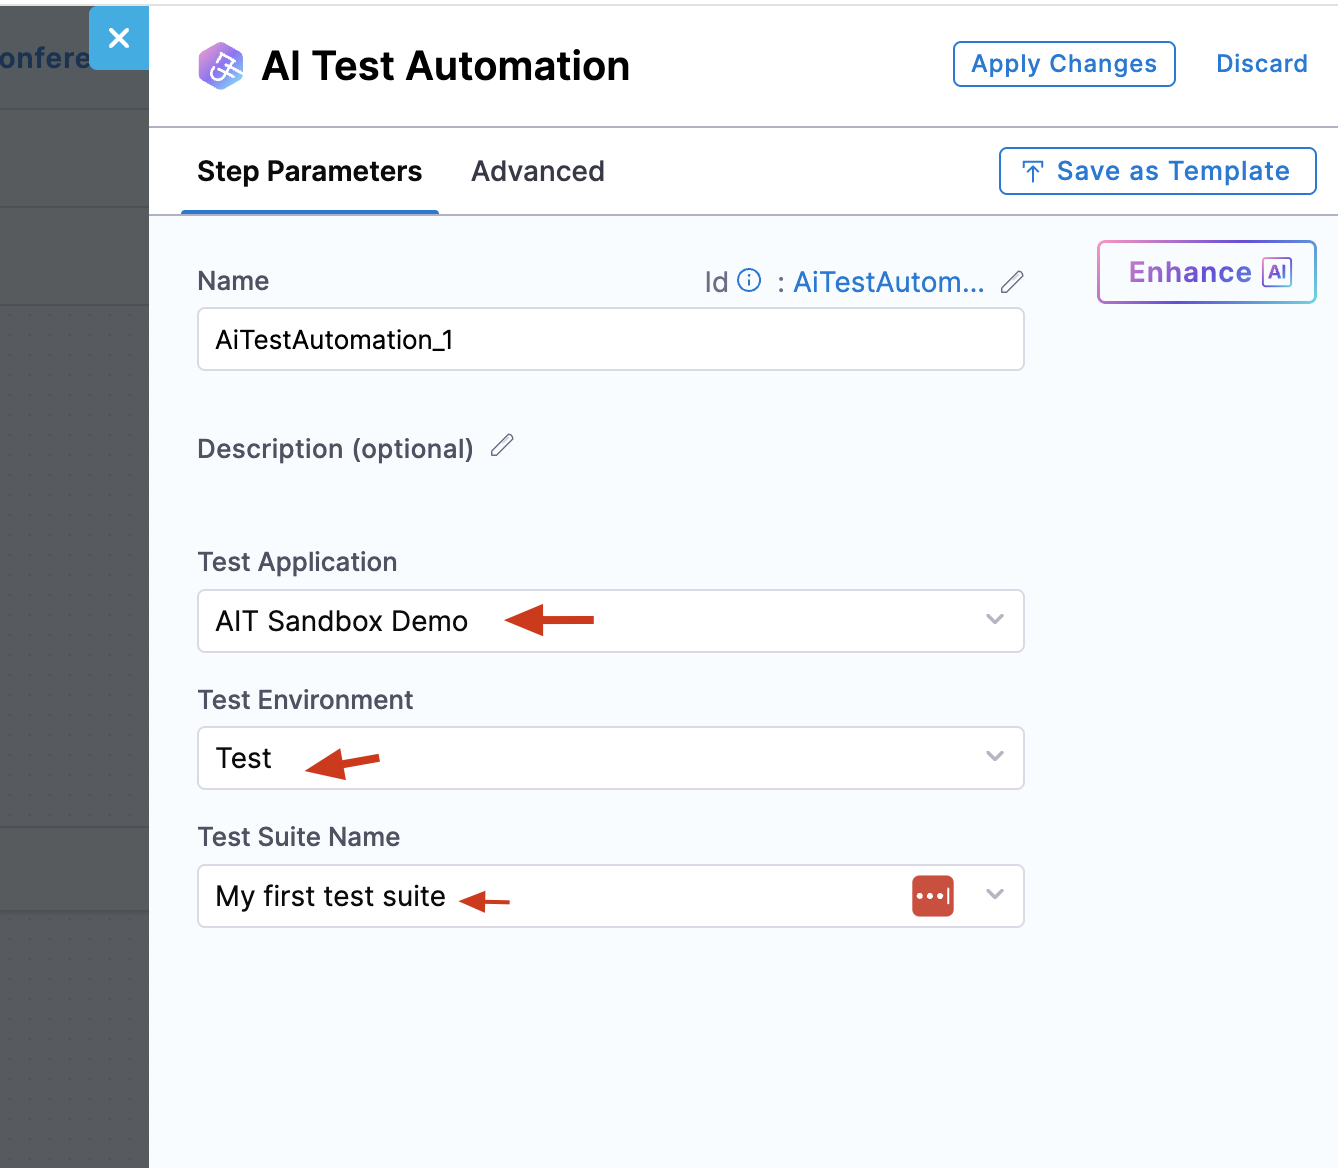 onfere
AI Test Automation
Apply Changes
Discard
Step Parameters
Advanced
Save as Template
Name
Id : AiTestAutom...
Enhance AI
AiTestAutomation_1
Description (optional)
Test Application
AIT Sandbox Demo
Test Environment
Test
Test Suite Name
My first test suite